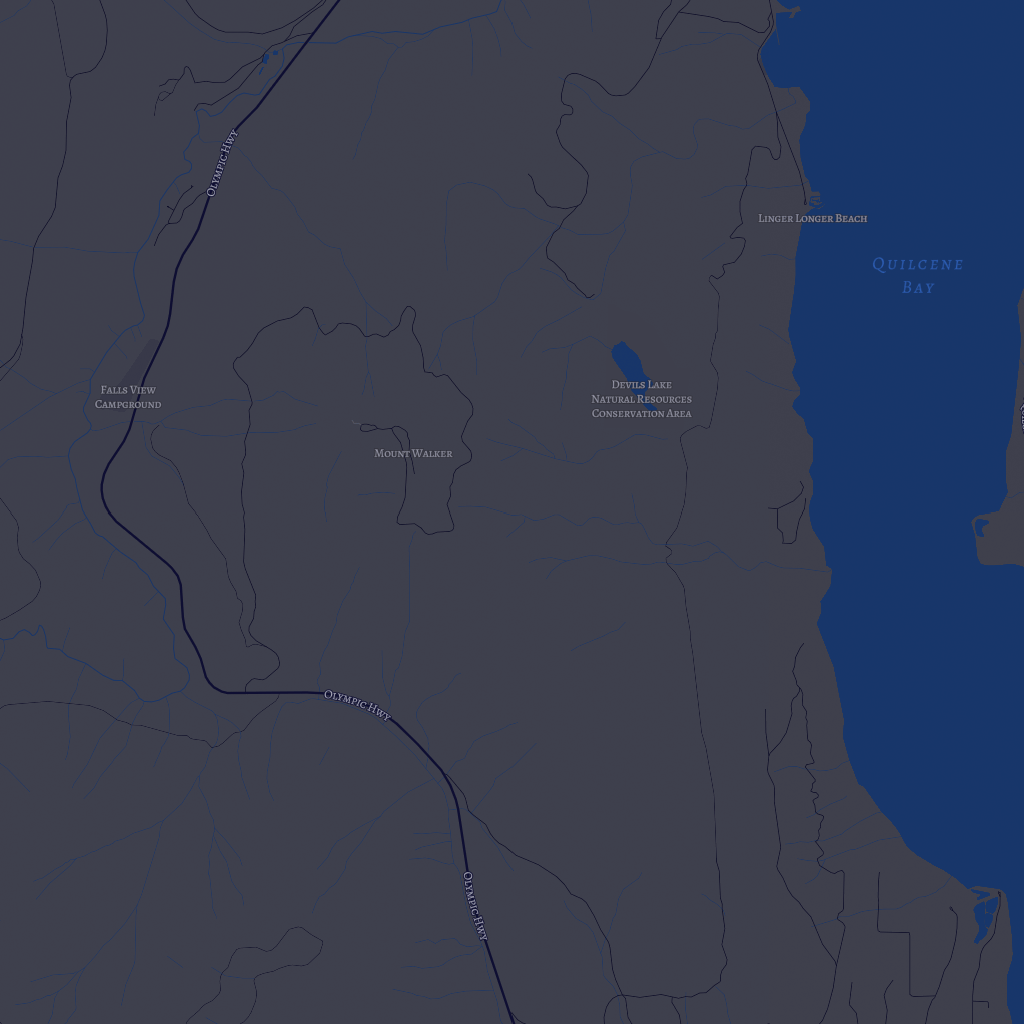 Olympic Hwy
Linger Longer Beach
Quilcene
Bay
Falls View
Campground
Devils Lake
Natural Resources
Conservation Area
Mount Walker
Olympic Hwy
Olympic Hwy